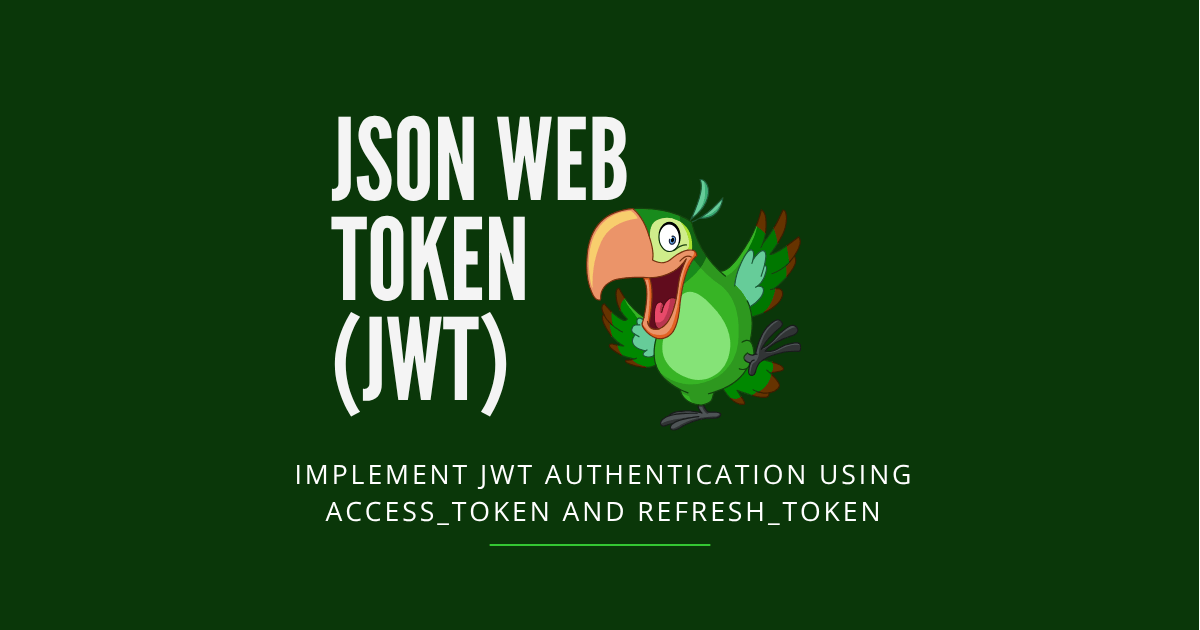 JSON WEB
TOKEN
(JWT)
IMPLEMENT JWT AUTHENTICATION USING
ACCESS_TOKEN AND REFRESH_TOKEN